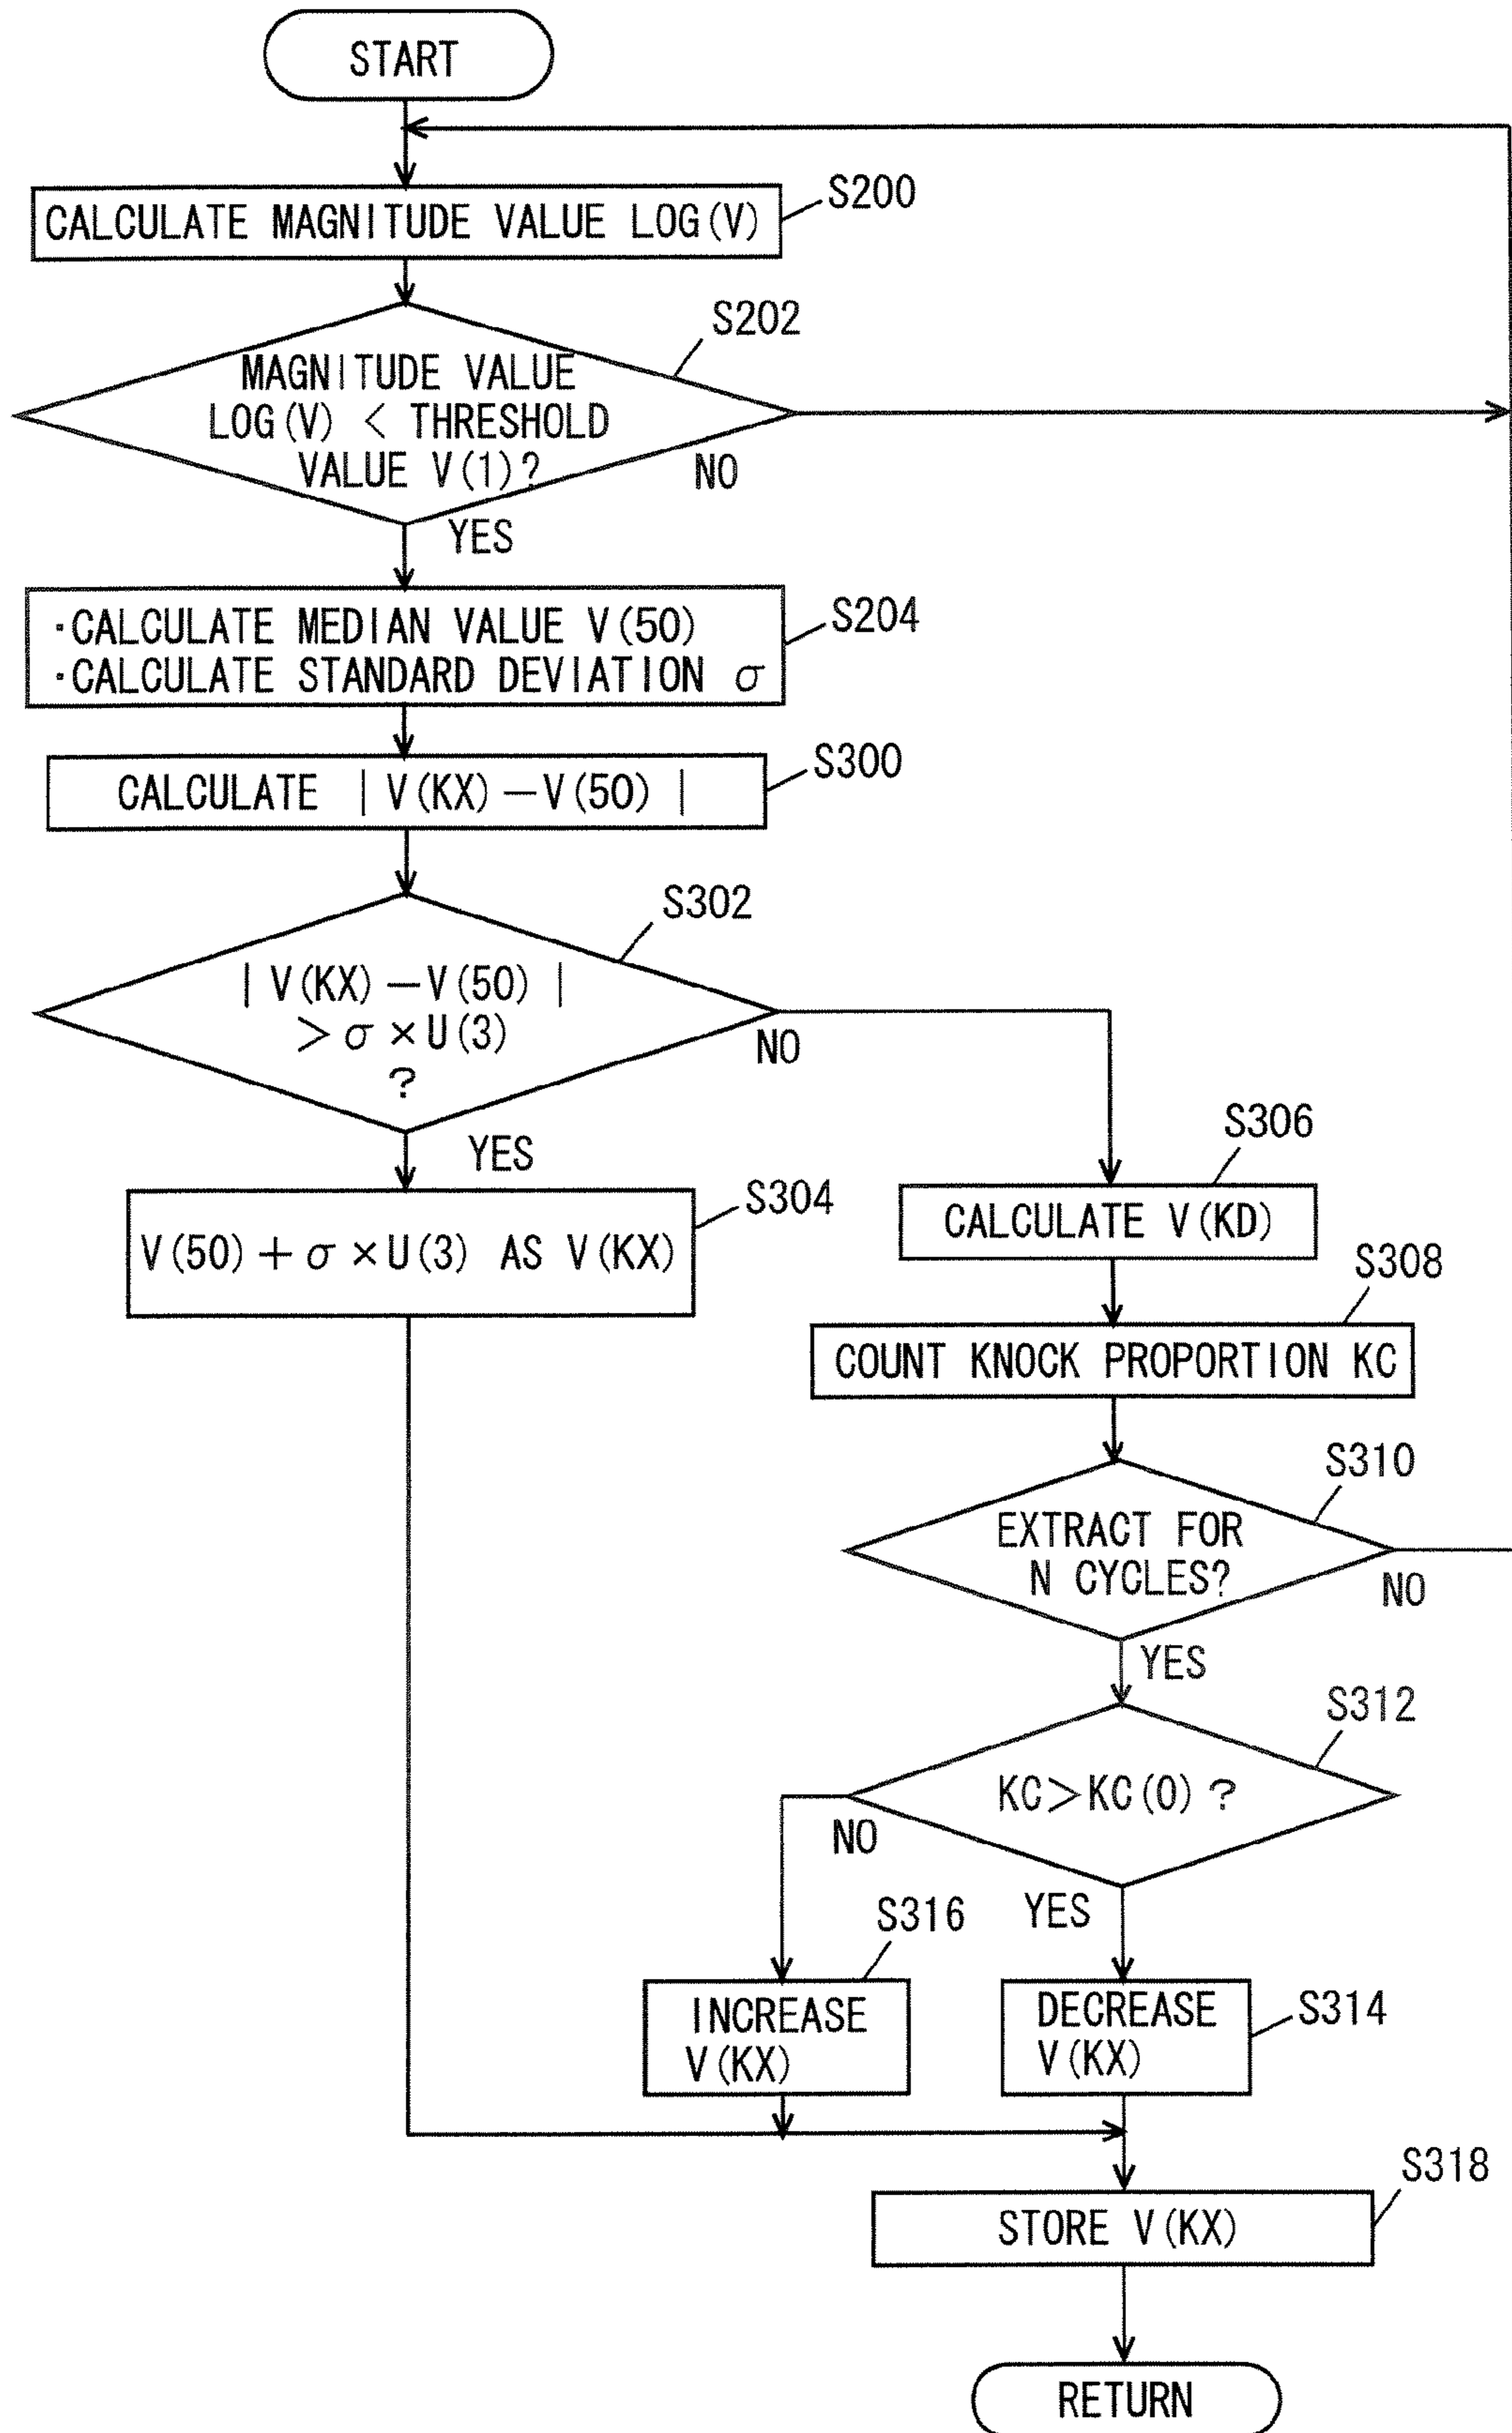 START
S200
CALCULATE MAGNITUDE VALUE LOG(V)
S202
MAGNITUDE VALUE
LOG(V) < THRESHOLD
VALUE V(1)?
NO
YES
S204
·CALCULATE MEDIAN VALUE V(50)
·CALCULATE STANDARD DEVIATION σ
S300
CALCULATE |V(KX)−V(50)|
S302
|V(KX)−V(50)|
>σ×U(3)
?
NO
YES
S304
V(50)+σ×U(3) AS V(KX)
S306
CALCULATE V(KD)
S308
COUNT KNOCK PROPORTION KC
S310
EXTRACT FOR
N CYCLES?
NO
YES
S312
KC>KC(0)?
NO
YES
S316
INCREASE
V(KX)
S314
DECREASE
V(KX)
S318
STORE V(KX)
RETURN